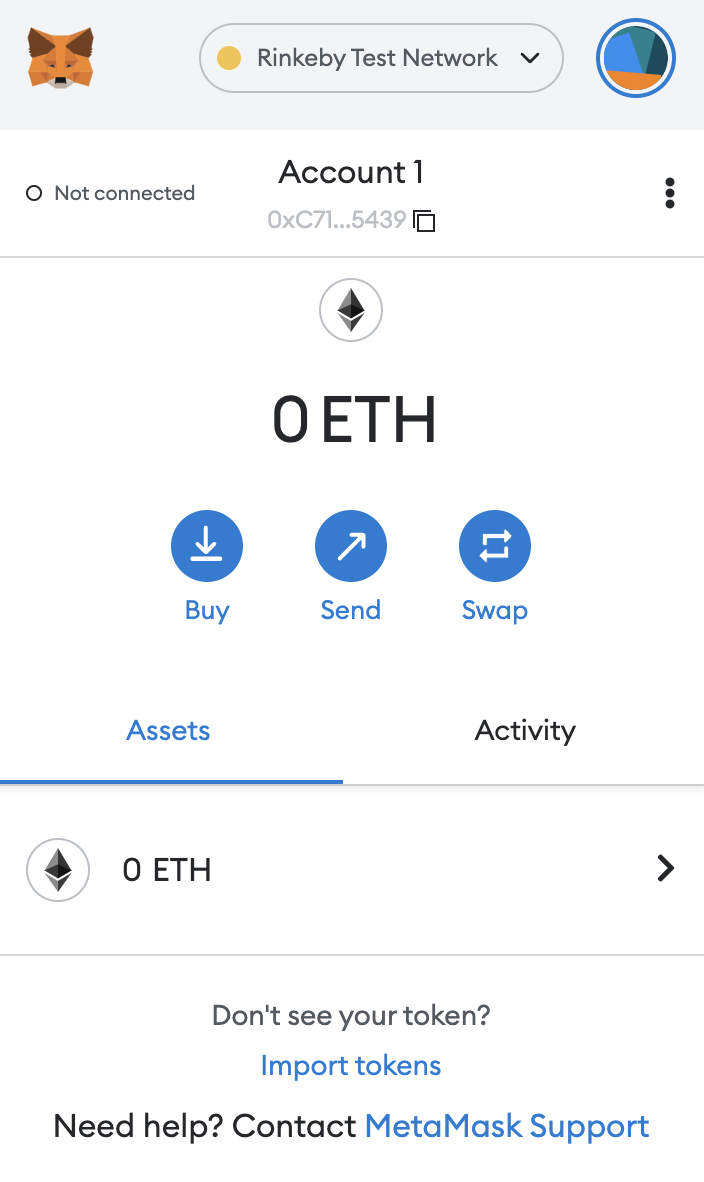 Rinkeby Test Network
Not connected
Account 1
0xC71...5439
0 ETH
Buy
Send
Swap
Assets
Activity
0 ETH
Don't see your token?
Import tokens
Need help? Contact MetaMask Support